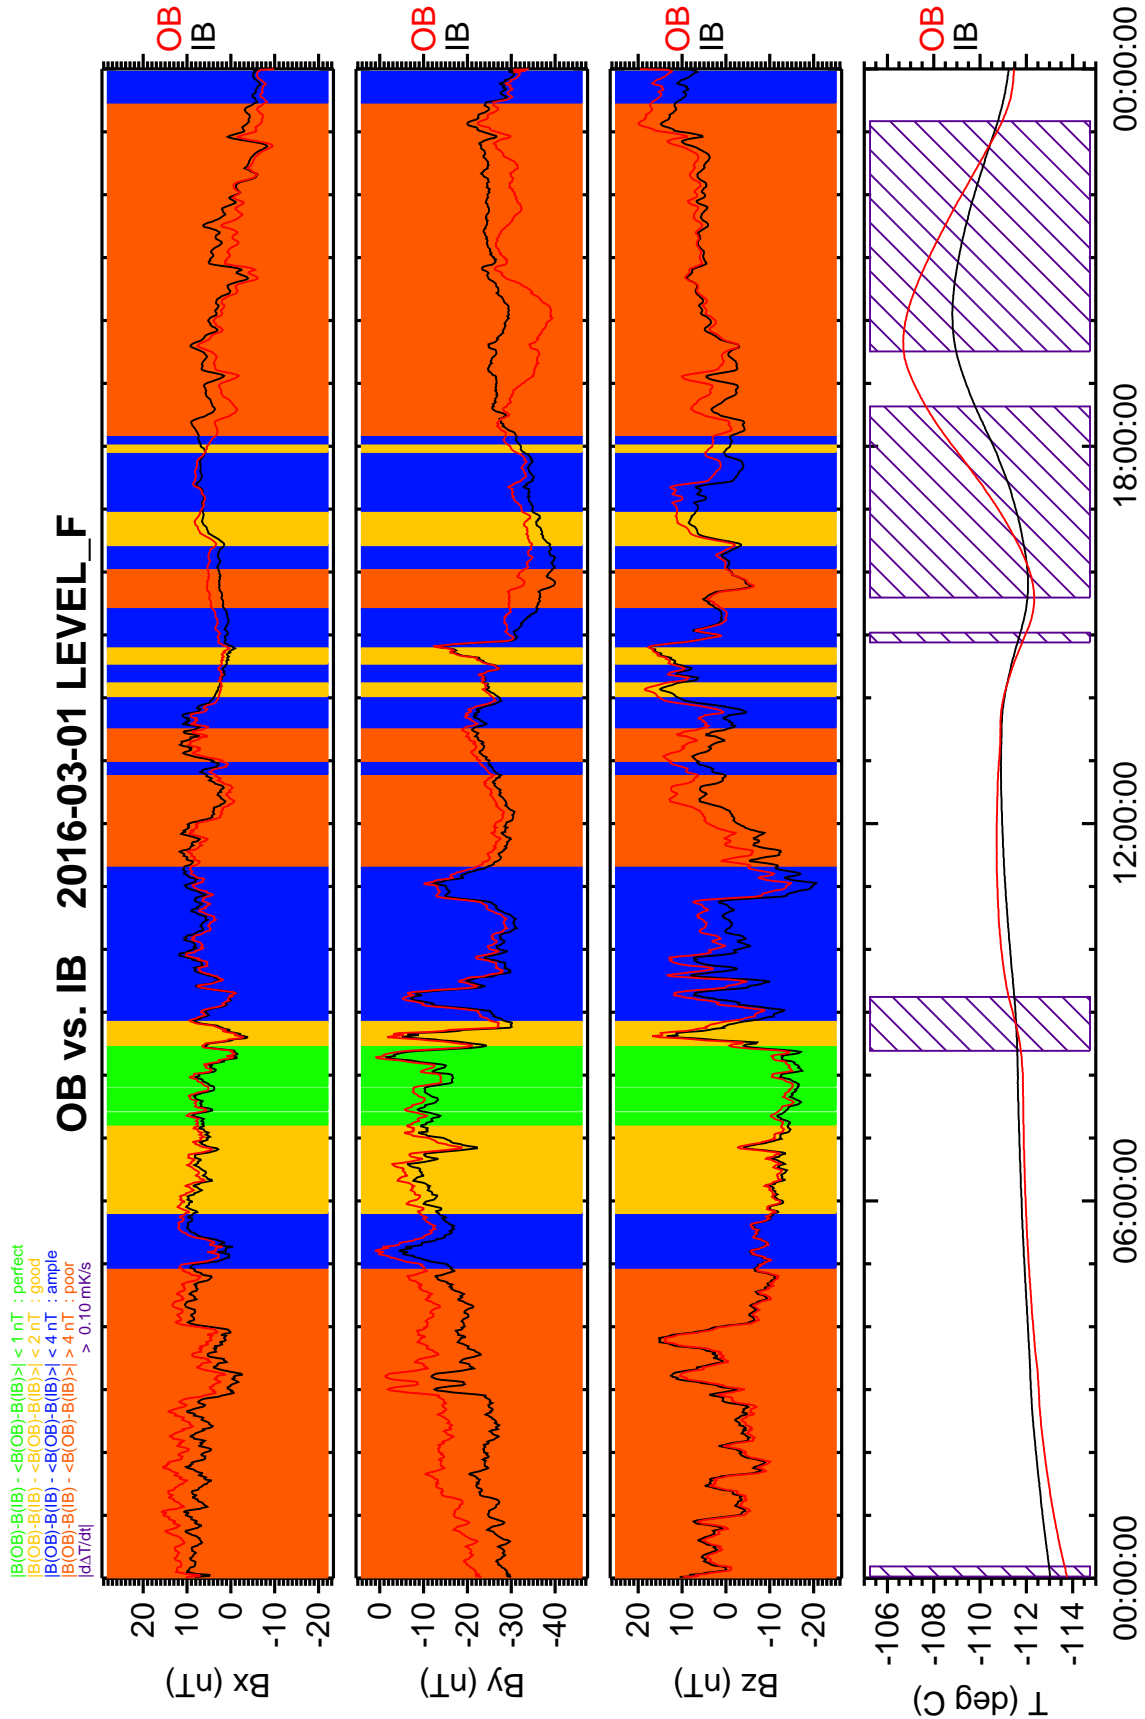 |B(OB)-B(IB) - <B(OB)-B(IB)>| < 1 nT : perfect
|B(OB)-B(IB) - <B(OB)-B(IB)>| < 2 nT : good
|B(OB)-B(IB) - <B(OB)-B(IB)>| < 4 nT : ample
|B(OB)-B(IB) - <B(OB)-B(IB)>| > 4 nT : poor
|dΔT/dt| > 0.10 mK/s
OB vs. IB 2016-03-01 LEVEL_F
Bx (nT)
20
10
0
-10
-20
OB
IB
By (nT)
0
-10
-20
-30
-40
OB
IB
Bz (nT)
20
10
0
-10
-20
OB
IB
T (deg C)
-106
-108
-110
-112
-114
OB
IB
00:00:00
06:00:00
12:00:00
18:00:00
00:00:00